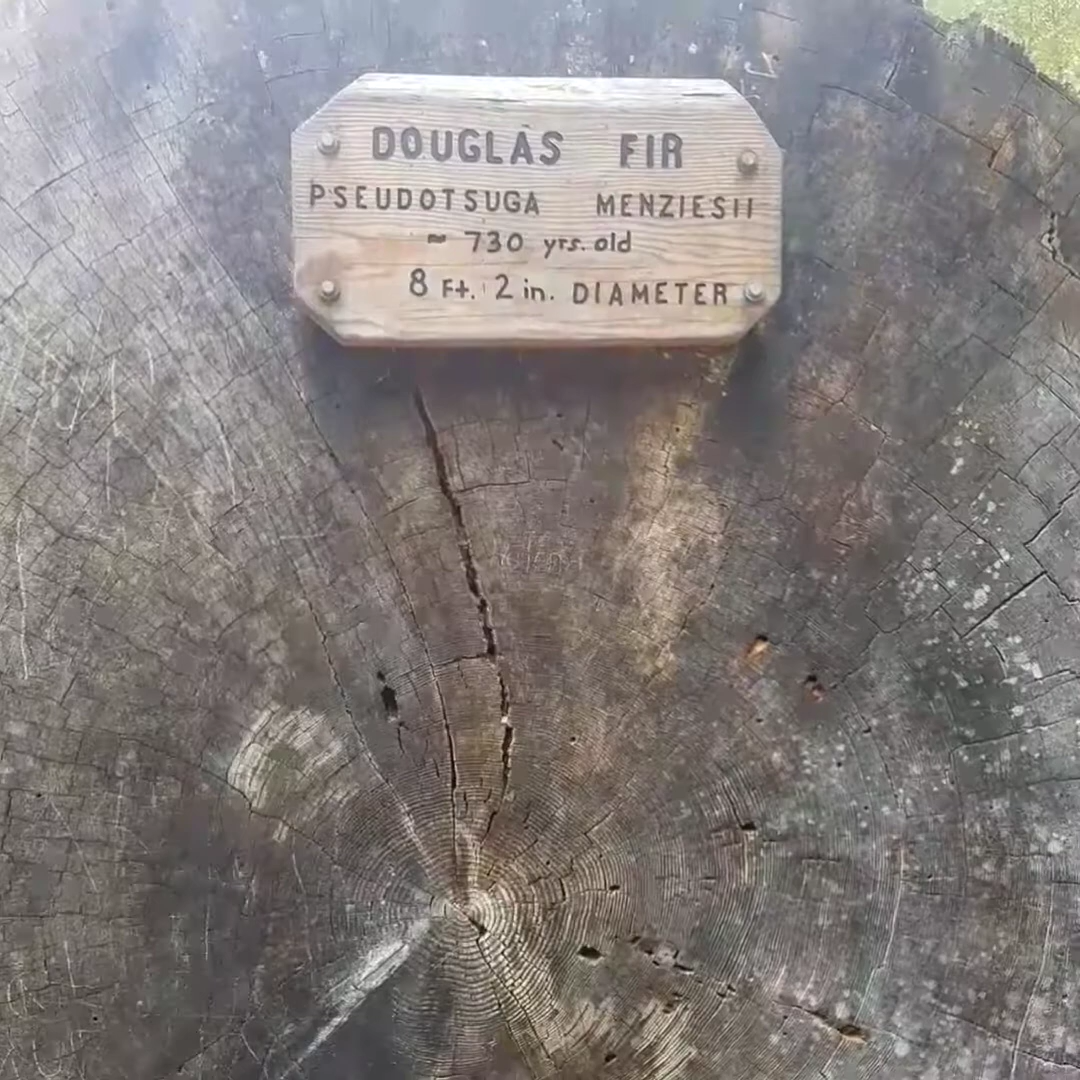 DOUGLAS FIR
PSEUDOTSUGA MENZIESII
~ 730 yrs. old
8 Ft. 2 in. DIAMETER